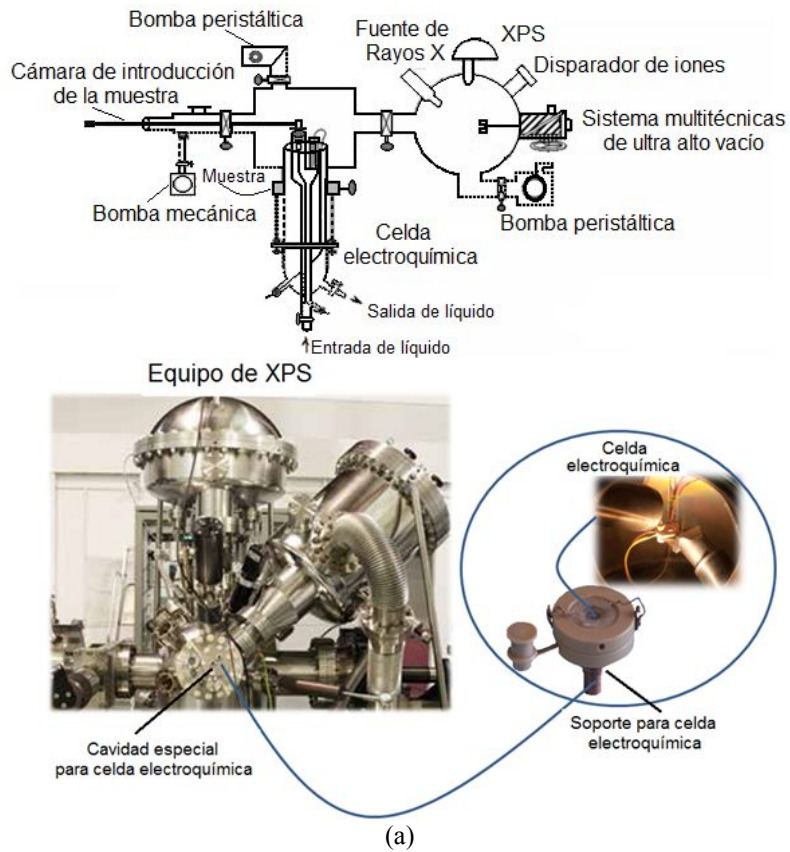 Bomba peristáltica
Fuente de
Rayos X
XPS
Disparador de iones
Cámara de introducción
de la muestra
Sistema multitécnicas
de ultra alto vacío
Muestra
Bomba mecánica
Bomba peristáltica
Celda
electroquímica
Salida de líquido
Entrada de líquido
Equipo de XPS
Celda
electroquímica
Soporte para celda
electroquímica
Cavidad especial
para celda electroquímica
(a)